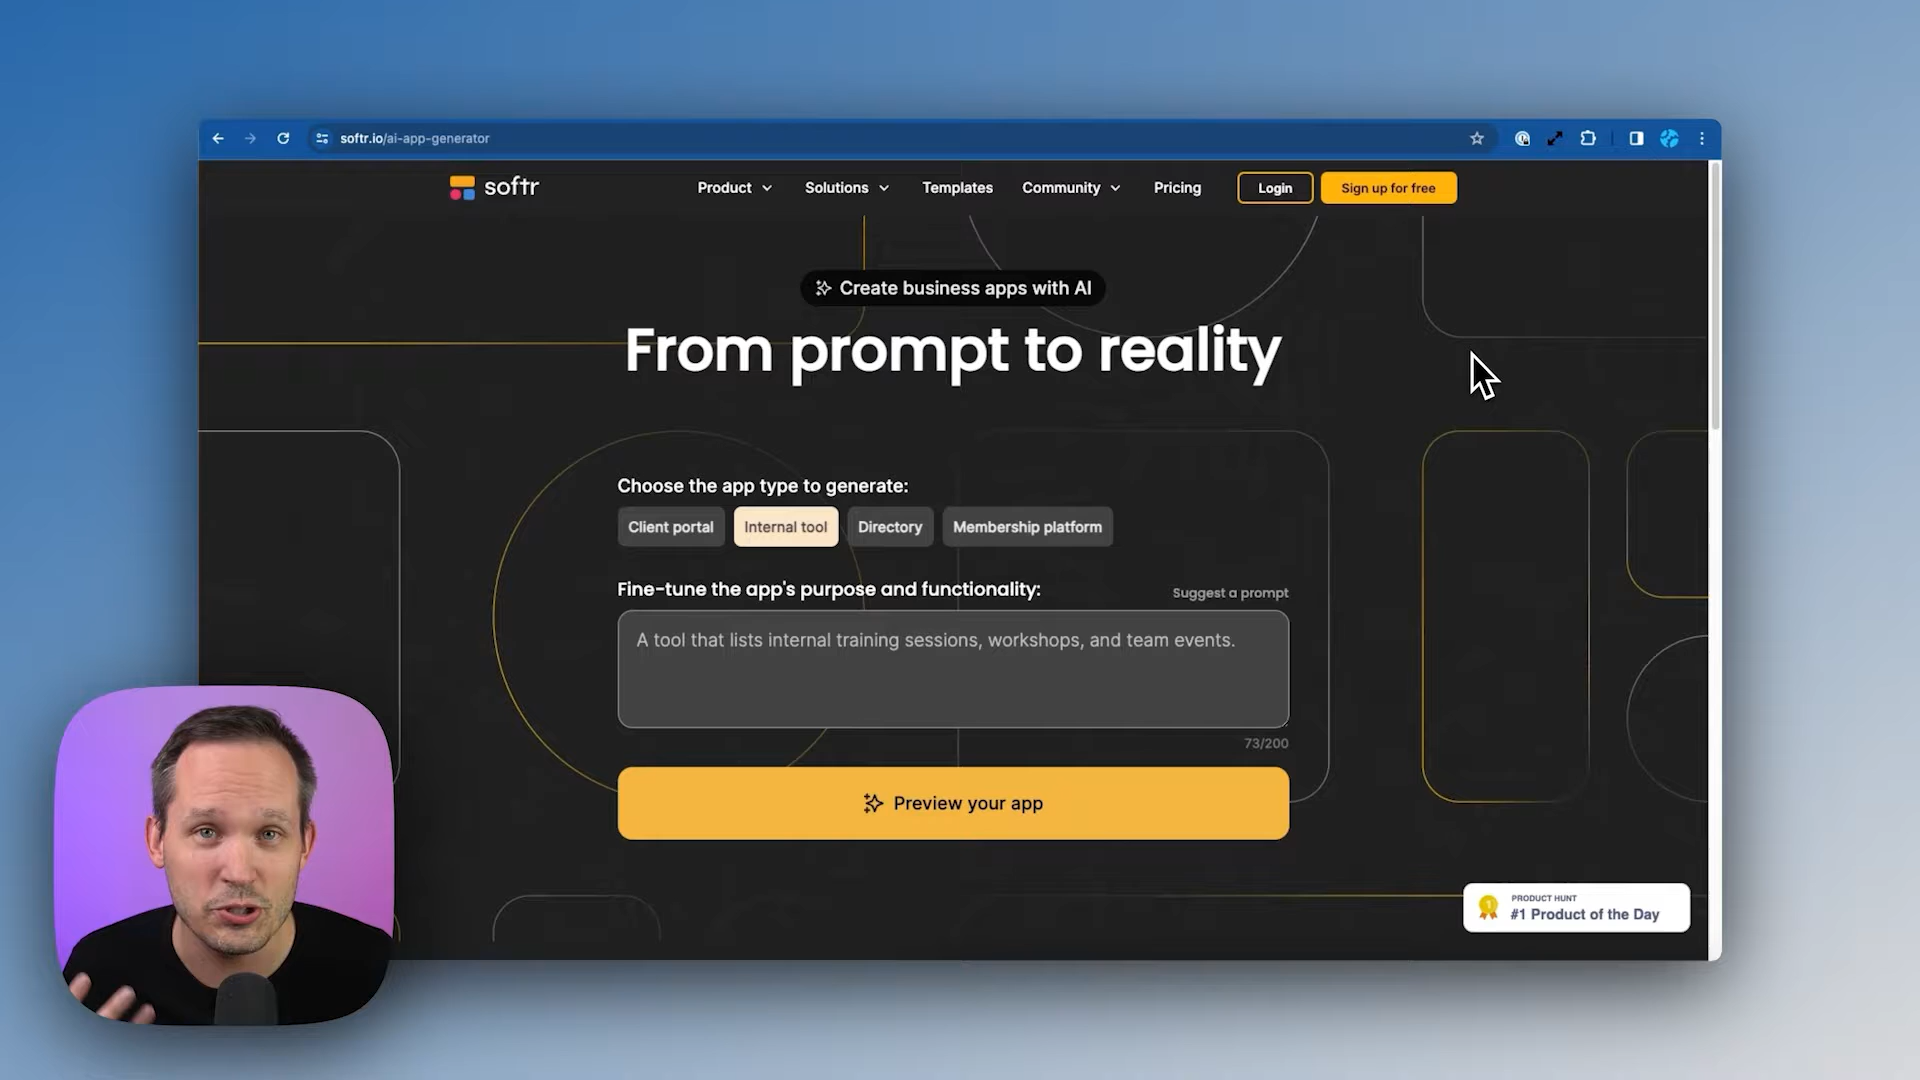 softr.io/ai-app-generator
softr
Product
Solutions
Templates
Community
Pricing
Login
Sign up for free
Create business apps with AI
From prompt to reality
Choose the app type to generate:
Client portal
Internal tool
Directory
Membership platform
Fine-tune the app's purpose and functionality:
Suggest a prompt
A tool that lists internal training sessions, workshops, and team events.
73/200
Preview your app
1
PRODUCT HUNT
#1 Product of the Day